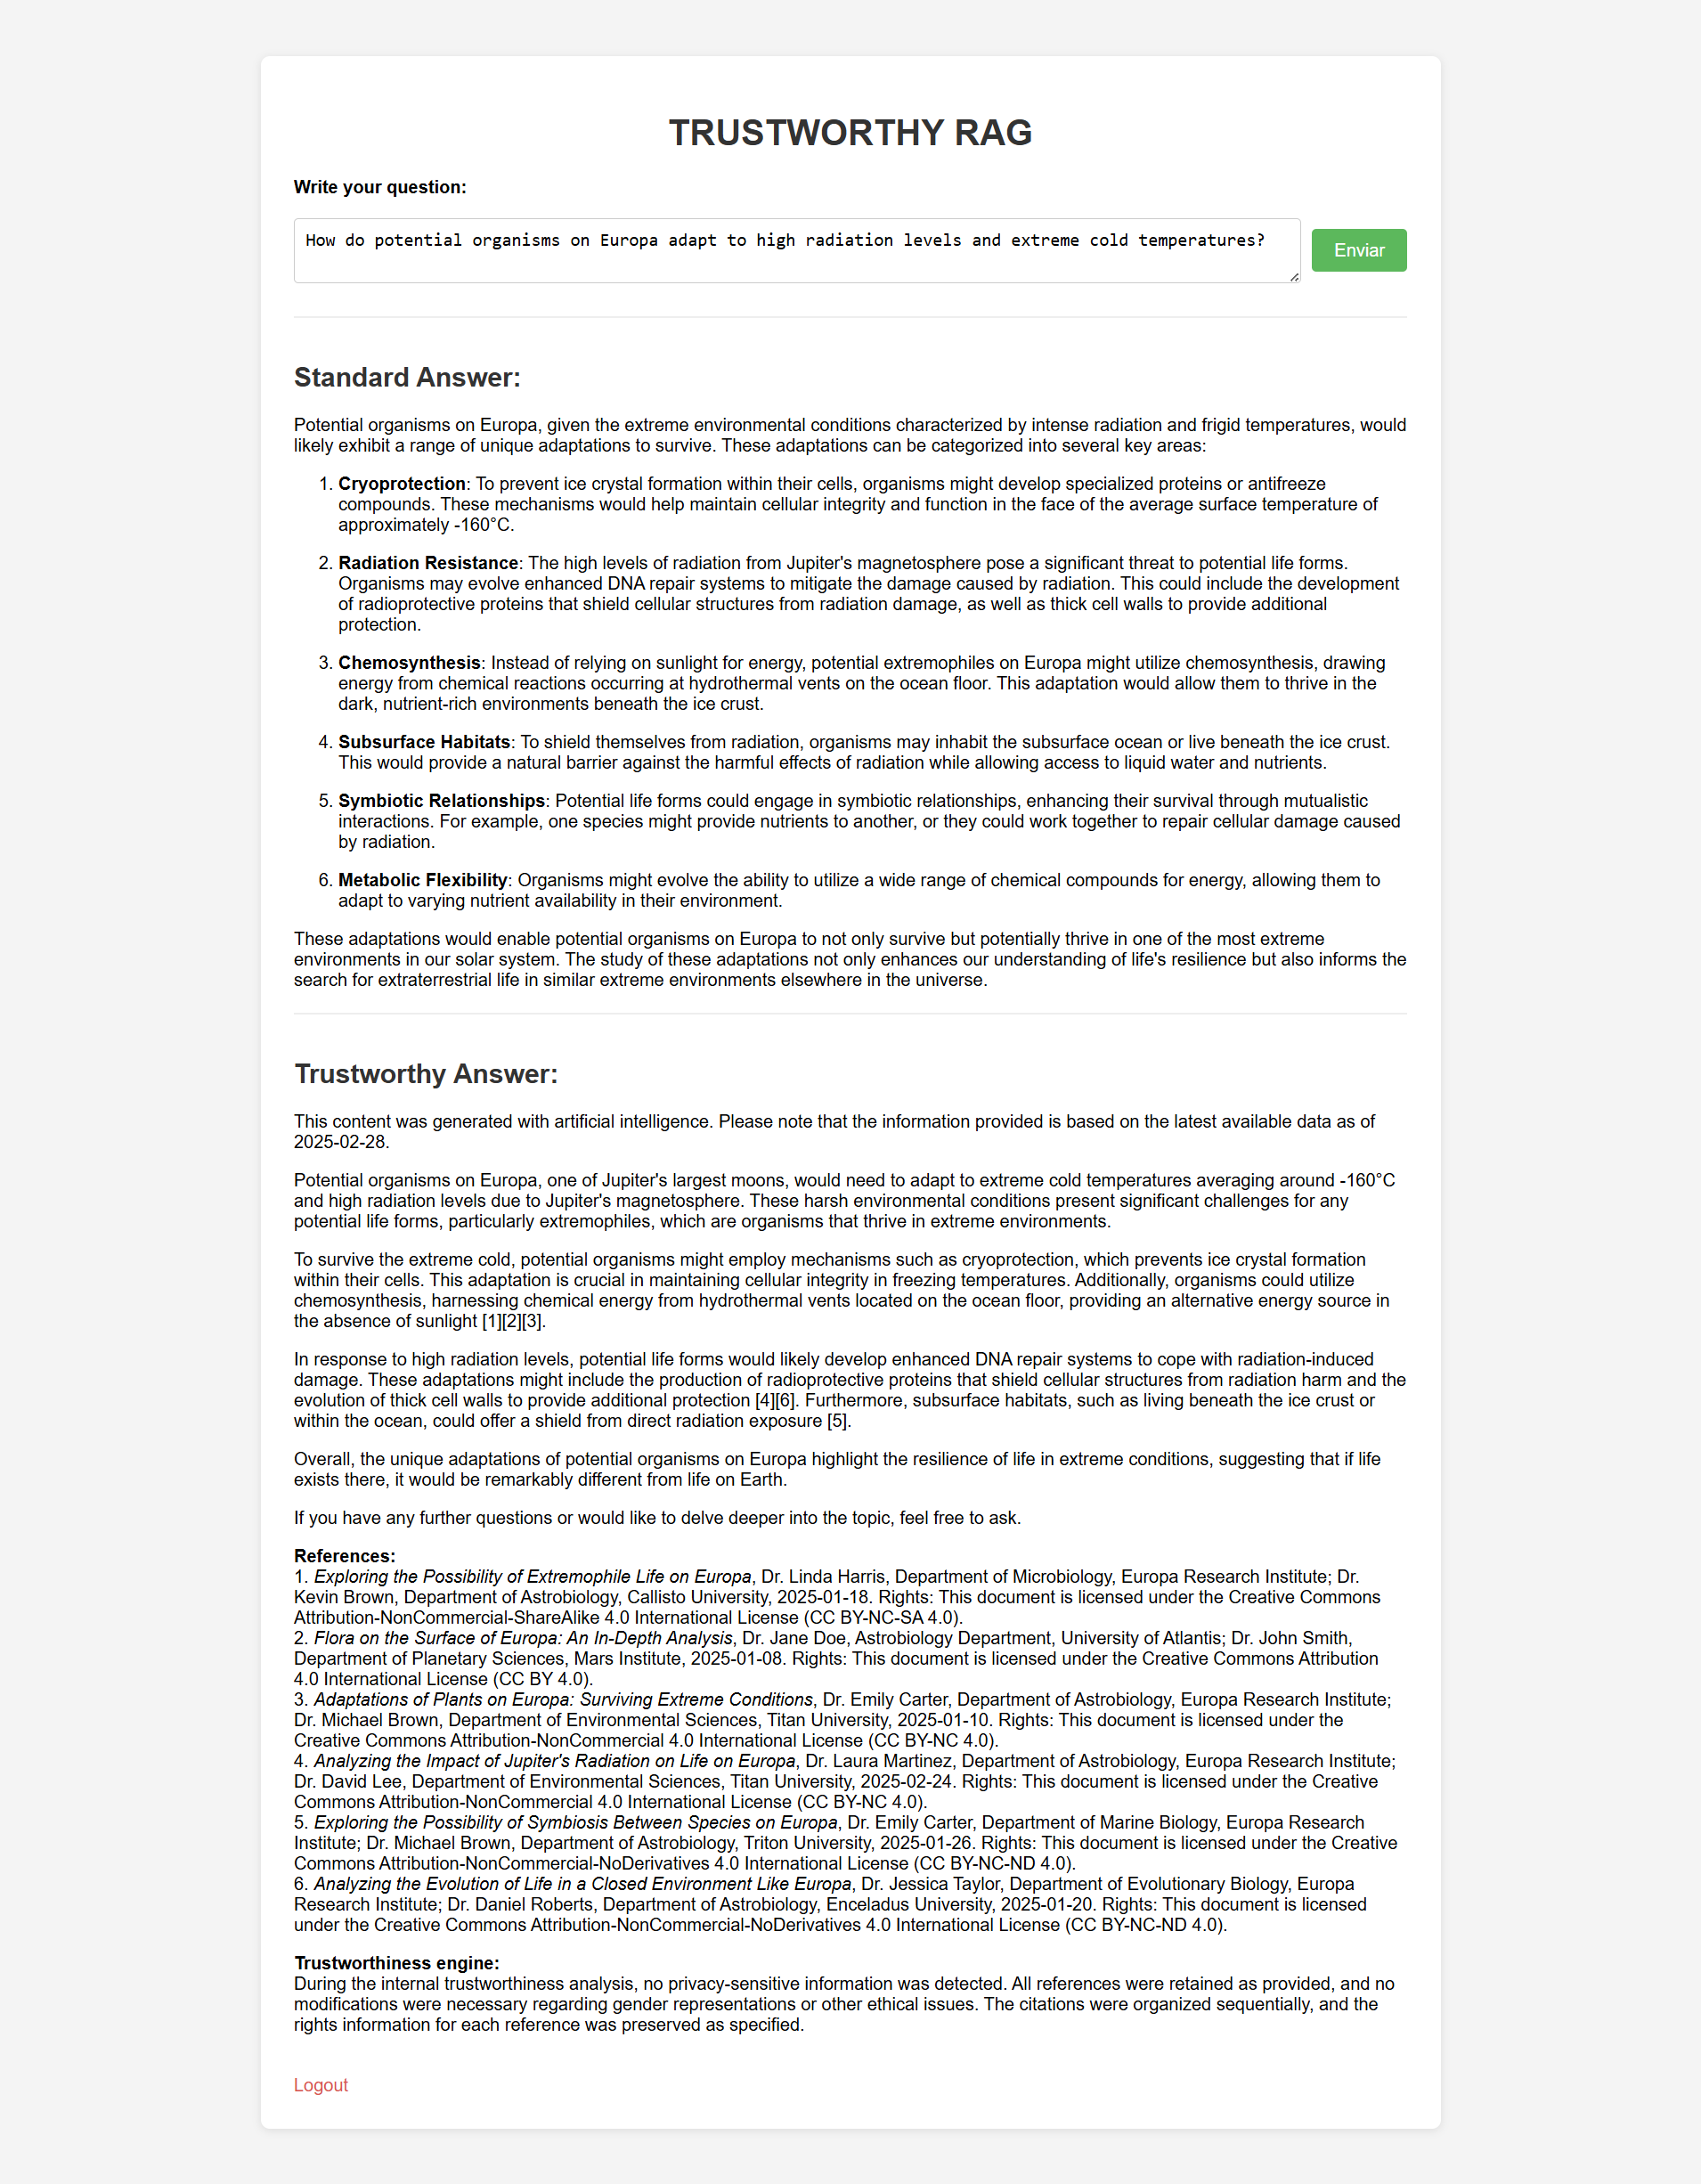 TRUSTWORTHY RAG
Write your question:
How do potential organisms on Europa adapt to high radiation levels and extreme cold temperatures?
Enviar
Standard Answer:
Potential organisms on Europa, given the extreme environmental conditions characterized by intense radiation and frigid temperatures, would
likely exhibit a range of unique adaptations to survive. These adaptations can be categorized into several key areas:
1. Cryoprotection: To prevent ice crystal formation within their cells, organisms might develop specialized proteins or antifreeze
compounds. These mechanisms would help maintain cellular integrity and function in the face of the average surface temperature of
approximately -160°C.
2. Radiation Resistance: The high levels of radiation from Jupiter's magnetosphere pose a significant threat to potential life forms.
Organisms may evolve enhanced DNA repair systems to mitigate the damage caused by radiation. This could include the development
of radioprotective proteins that shield cellular structures from radiation damage, as well as thick cell walls to provide additional
protection.
3. Chemosynthesis: Instead of relying on sunlight for energy, potential extremophiles on Europa might utilize chemosynthesis, drawing
energy from chemical reactions occurring at hydrothermal vents on the ocean floor. This adaptation would allow them to thrive in the
dark, nutrient-rich environments beneath the ice crust.
4. Subsurface Habitats: To shield themselves from radiation, organisms may inhabit the subsurface ocean or live beneath the ice crust.
This would provide a natural barrier against the harmful effects of radiation while allowing access to liquid water and nutrients.
5. Symbiotic Relationships: Potential life forms could engage in symbiotic relationships, enhancing their survival through mutualistic
interactions. For example, one species might provide nutrients to another, or they could work together to repair cellular damage caused
by radiation.
6. Metabolic Flexibility: Organisms might evolve the ability to utilize a wide range of chemical compounds for energy, allowing them to
adapt to varying nutrient availability in their environment.
These adaptations would enable potential organisms on Europa to not only survive but potentially thrive in one of the most extreme
environments in our solar system. The study of these adaptations not only enhances our understanding of life's resilience but also informs the
search for extraterrestrial life in similar extreme environments elsewhere in the universe.
Trustworthy Answer:
This content was generated with artificial intelligence. Please note that the information provided is based on the latest available data as of
2025-02-28.
Potential organisms on Europa, one of Jupiter's largest moons, would need to adapt to extreme cold temperatures averaging around -160°C
and high radiation levels due to Jupiter's magnetosphere. These harsh environmental conditions present significant challenges for any
potential life forms, particularly extremophiles, which are organisms that thrive in extreme environments.
To survive the extreme cold, potential organisms might employ mechanisms such as cryoprotection, which prevents ice crystal formation
within their cells. This adaptation is crucial in maintaining cellular integrity in freezing temperatures. Additionally, organisms could utilize
chemosynthesis, harnessing chemical energy from hydrothermal vents located on the ocean floor, providing an alternative energy source in
the absence of sunlight [1][2][3].
In response to high radiation levels, potential life forms would likely develop enhanced DNA repair systems to cope with radiation-induced
damage. These adaptations might include the production of radioprotective proteins that shield cellular structures from radiation harm and the
evolution of thick cell walls to provide additional protection [4][6]. Furthermore, subsurface habitats, such as living beneath the ice crust or
within the ocean, could offer a shield from direct radiation exposure [5].
Overall, the unique adaptations of potential organisms on Europa highlight the resilience of life in extreme conditions, suggesting that if life
exists there, it would be remarkably different from life on Earth.
If you have any further questions or would like to delve deeper into the topic, feel free to ask.
References:
1. Exploring the Possibility of Extremophile Life on Europa, Dr. Linda Harris, Department of Microbiology, Europa Research Institute; Dr.
Kevin Brown, Department of Astrobiology, Callisto University, 2025-01-18. Rights: This document is licensed under the Creative Commons
Attribution-NonCommercial-ShareAlike 4.0 International License (CC BY-NC-SA 4.0).
2. Flora on the Surface of Europa: An In-Depth Analysis, Dr. Jane Doe, Astrobiology Department, University of Atlantis; Dr. John Smith,
Department of Planetary Sciences, Mars Institute, 2025-01-08. Rights: This document is licensed under the Creative Commons Attribution
4.0 International License (CC BY 4.0).
3. Adaptations of Plants on Europa: Surviving Extreme Conditions, Dr. Emily Carter, Department of Astrobiology, Europa Research Institute;
Dr. Michael Brown, Department of Environmental Sciences, Titan University, 2025-01-10. Rights: This document is licensed under the
Creative Commons Attribution-NonCommercial 4.0 International License (CC BY-NC 4.0).
4. Analyzing the Impact of Jupiter's Radiation on Life on Europa, Dr. Laura Martinez, Department of Astrobiology, Europa Research Institute;
Dr. David Lee, Department of Environmental Sciences, Titan University, 2025-02-24. Rights: This document is licensed under the Creative
Commons Attribution-NonCommercial 4.0 International License (CC BY-NC 4.0).
5. Exploring the Possibility of Symbiosis Between Species on Europa, Dr. Emily Carter, Department of Marine Biology, Europa Research
Institute; Dr. Michael Brown, Department of Astrobiology, Triton University, 2025-01-26. Rights: This document is licensed under the Creative
Commons Attribution-NonCommercial-NoDerivatives 4.0 International License (CC BY-NC-ND 4.0).
6. Analyzing the Evolution of Life in a Closed Environment Like Europa, Dr. Jessica Taylor, Department of Evolutionary Biology, Europa
Research Institute; Dr. Daniel Roberts, Department of Astrobiology, Enceladus University, 2025-01-20. Rights: This document is licensed
under the Creative Commons Attribution-NonCommercial-NoDerivatives 4.0 International License (CC BY-NC-ND 4.0).
Trustworthiness engine:
During the internal trustworthiness analysis, no privacy-sensitive information was detected. All references were retained as provided, and no
modifications were necessary regarding gender representations or other ethical issues. The citations were organized sequentially, and the
rights information for each reference was preserved as specified.
Logout